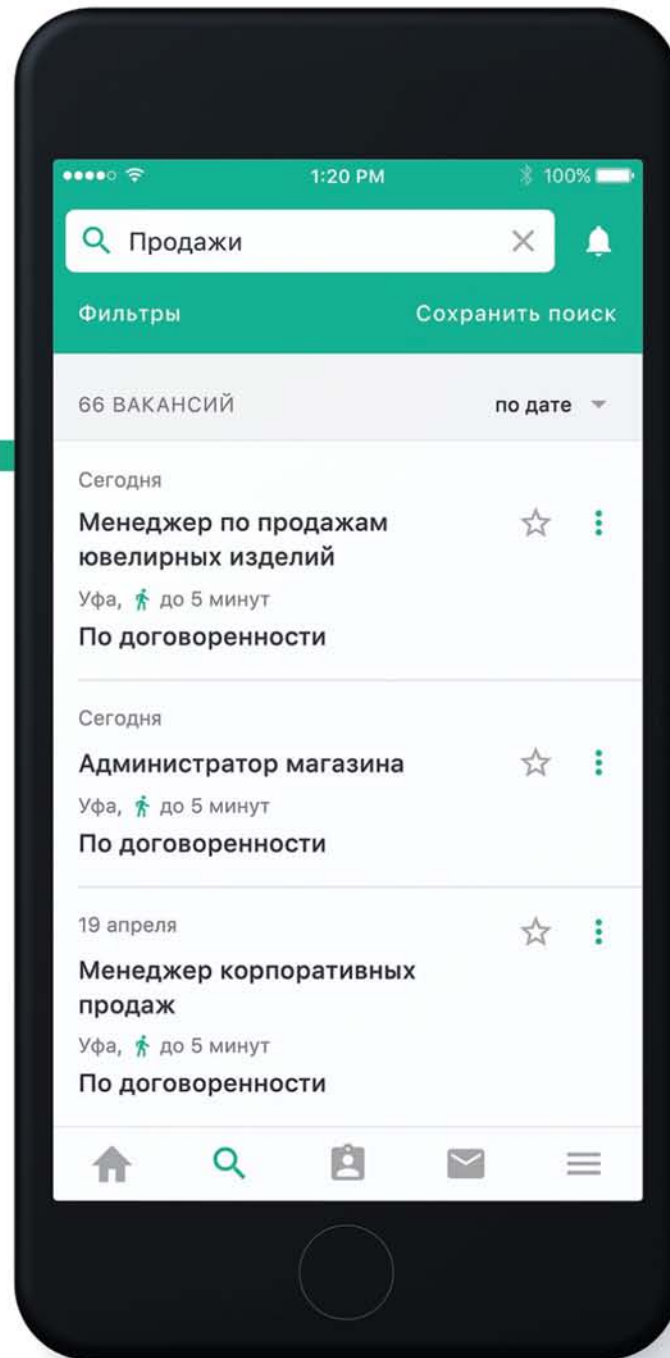 1:20 PM
100%
Продажи
Фильтры
Сохранить поиск
66 ВАКАНСИЙ
по дате
Сегодня
Менеджер по продажам
ювелирных изделий
Уфа, до 5 минут
По договоренности
Сегодня
Администратор магазина
Уфа, до 5 минут
По договоренности
19 апреля
Менеджер корпоративных
продаж
Уфа, до 5 минут
По договоренности